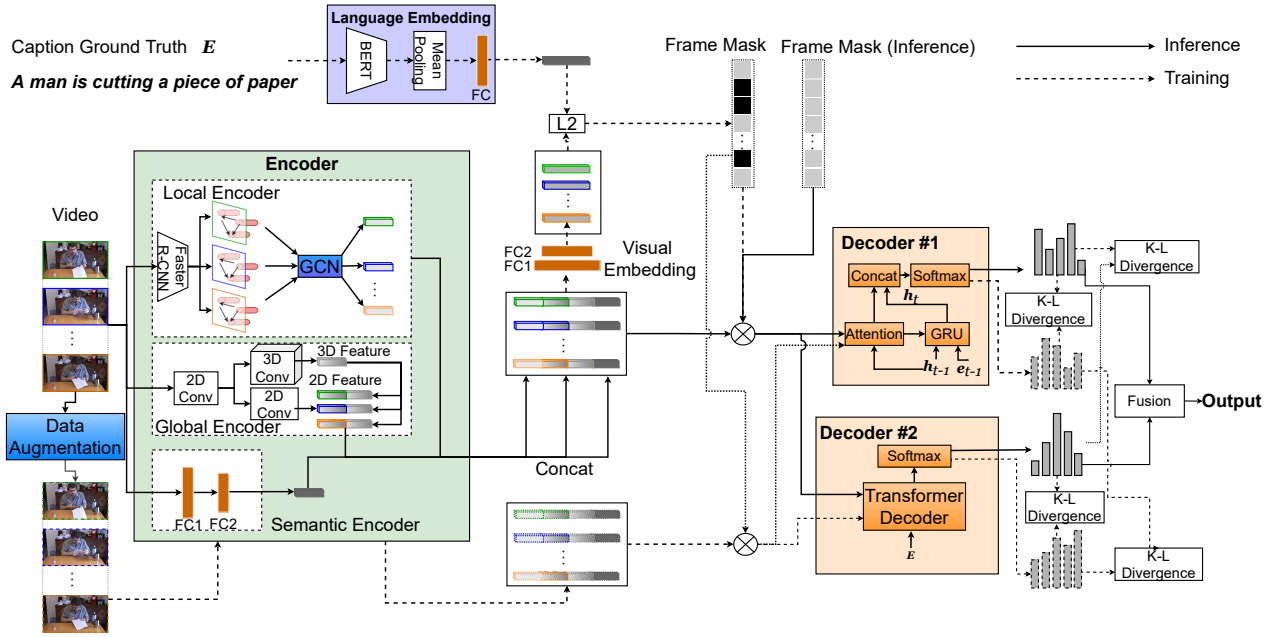 Language Embedding
Caption Ground Truth E
A man is cutting a piece of paper
BERT
Mean
Pooling
FC
Frame Mask
Frame Mask (Inference)
Inference
Training
L2
Encoder
Local Encoder
Video
Faster
R-CNN
GCN
FC2
FC1
Visual
Embedding
Decoder #1
Concat
Softmax
h_t
Attention
GRU
h_{t-1}
e_{t-1}
K-L
Divergence
K-L
Divergence
3D
Conv
3D Feature
2D
Conv
2D
Conv
2D Feature
Global Encoder
Data
Augmentation
FC1
FC2
Semantic Encoder
Concat
Decoder #2
Softmax
Transformer
Decoder
E
Fusion
Output
K-L
Divergence
K-L
Divergence